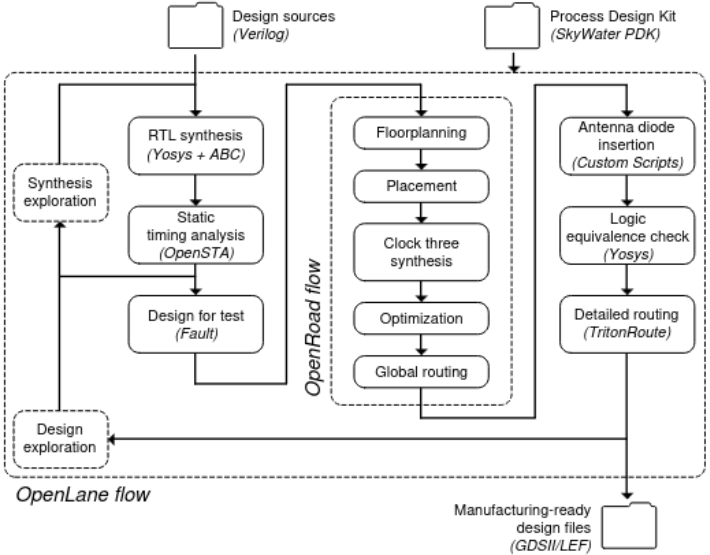 Design sources
(Verilog)
Process Design Kit
(SkyWater PDK)
RTL synthesis
(Yosys + ABC)
Synthesis
exploration
Static
timing analysis
(OpenSTA)
Design for test
(Fault)
Design
exploration
OpenRoad flow
Floorplanning
Placement
Clock three
synthesis
Optimization
Global routing
Antenna diode
insertion
(Custom Scripts)
Logic
equivalence check
(Yosys)
Detailed routing
(TritonRoute)
OpenLane flow
Manufacturing-ready
design files
(GDSII/LEF)